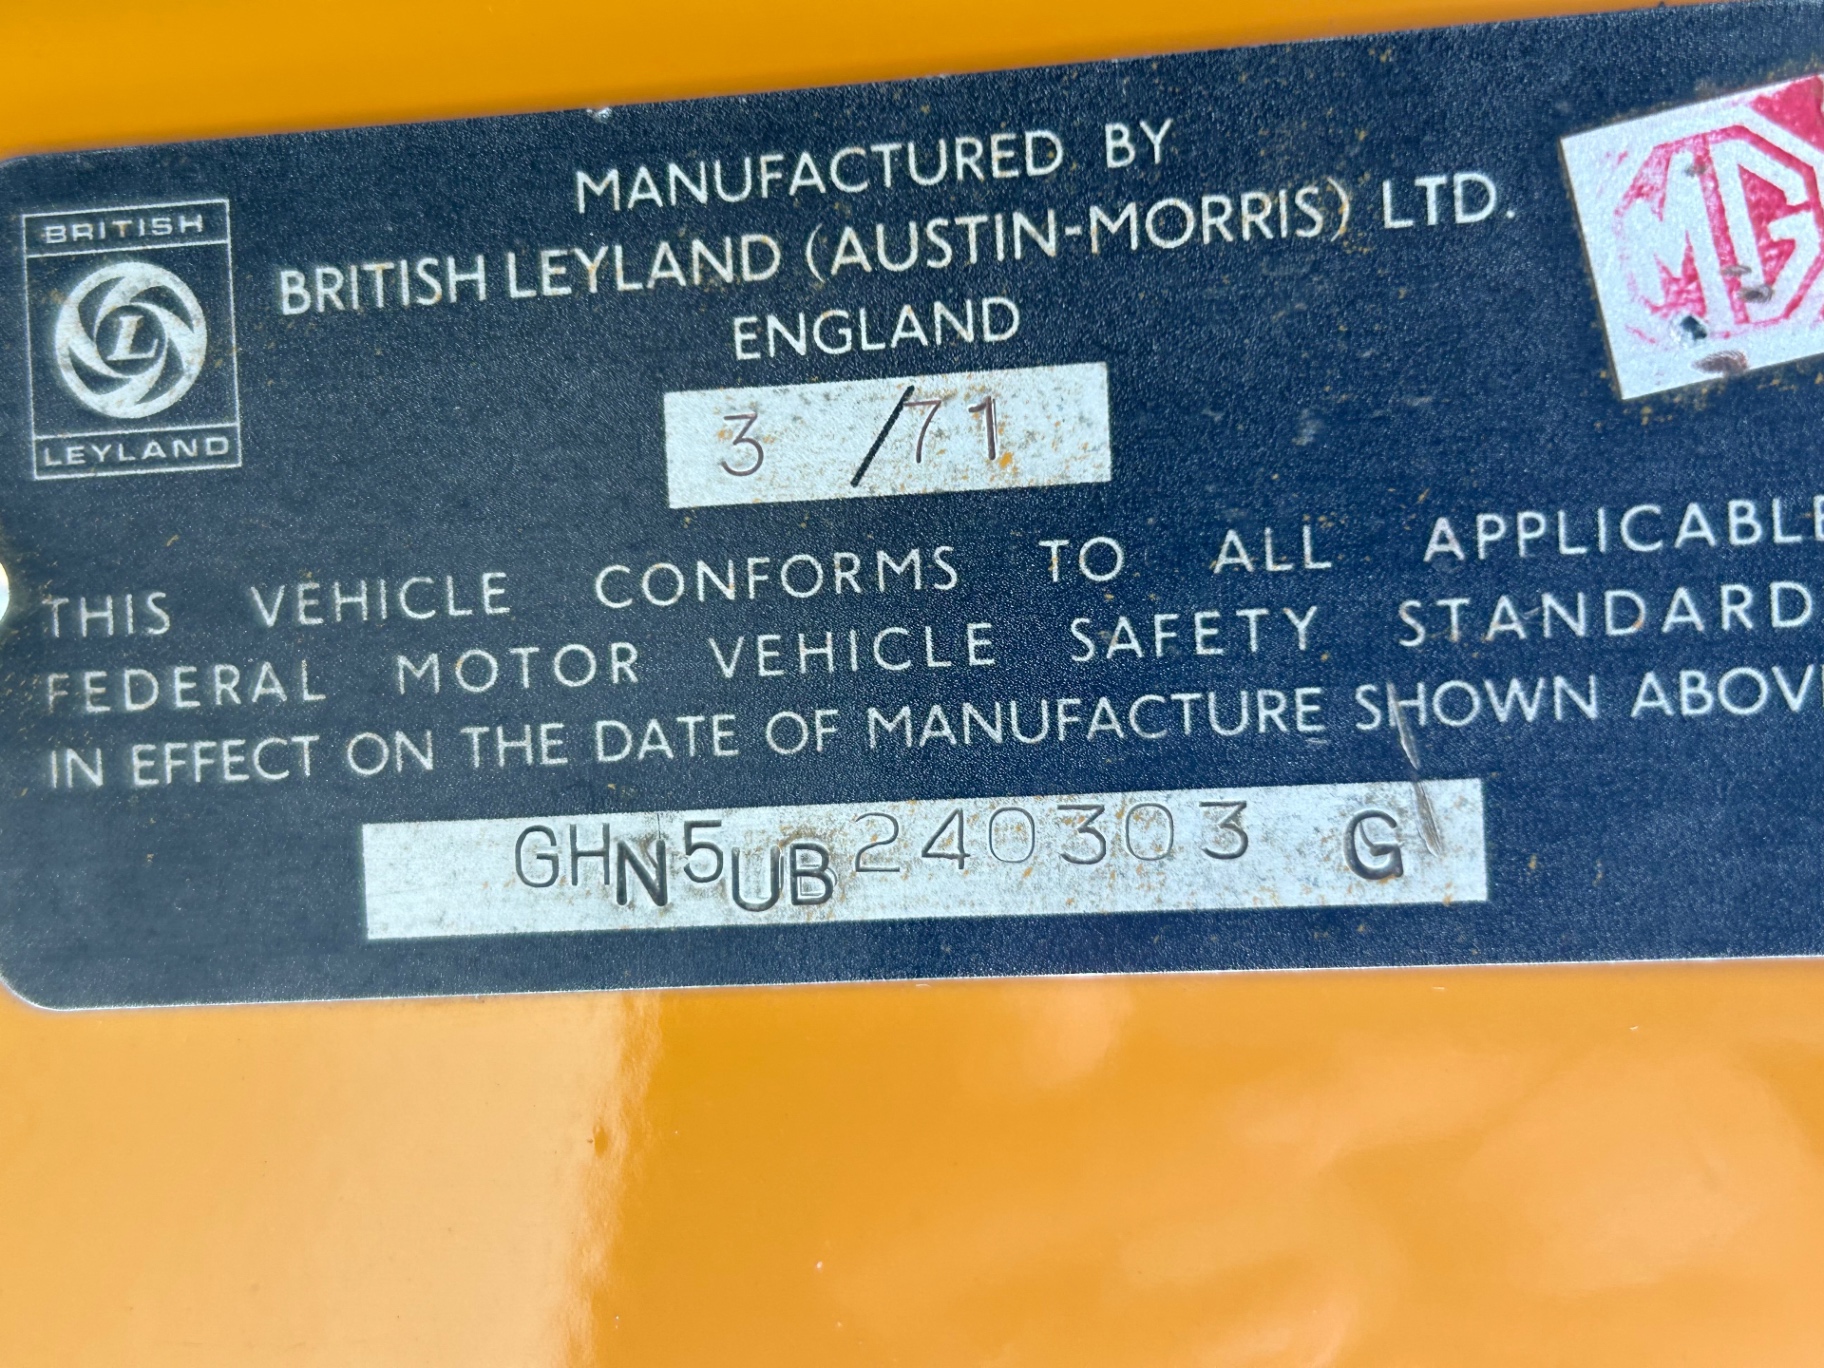 BRITISH
LEYLAND
MANUFACTURED BY
BRITISH LEYLAND (AUSTIN-MORRIS) LTD.
ENGLAND
MG
3 /71
THIS VEHICLE CONFORMS TO ALL APPLICABLE
FEDERAL MOTOR VEHICLE SAFETY STANDARD
IN EFFECT ON THE DATE OF MANUFACTURE SHOWN ABOV
GHN5UB240303 G